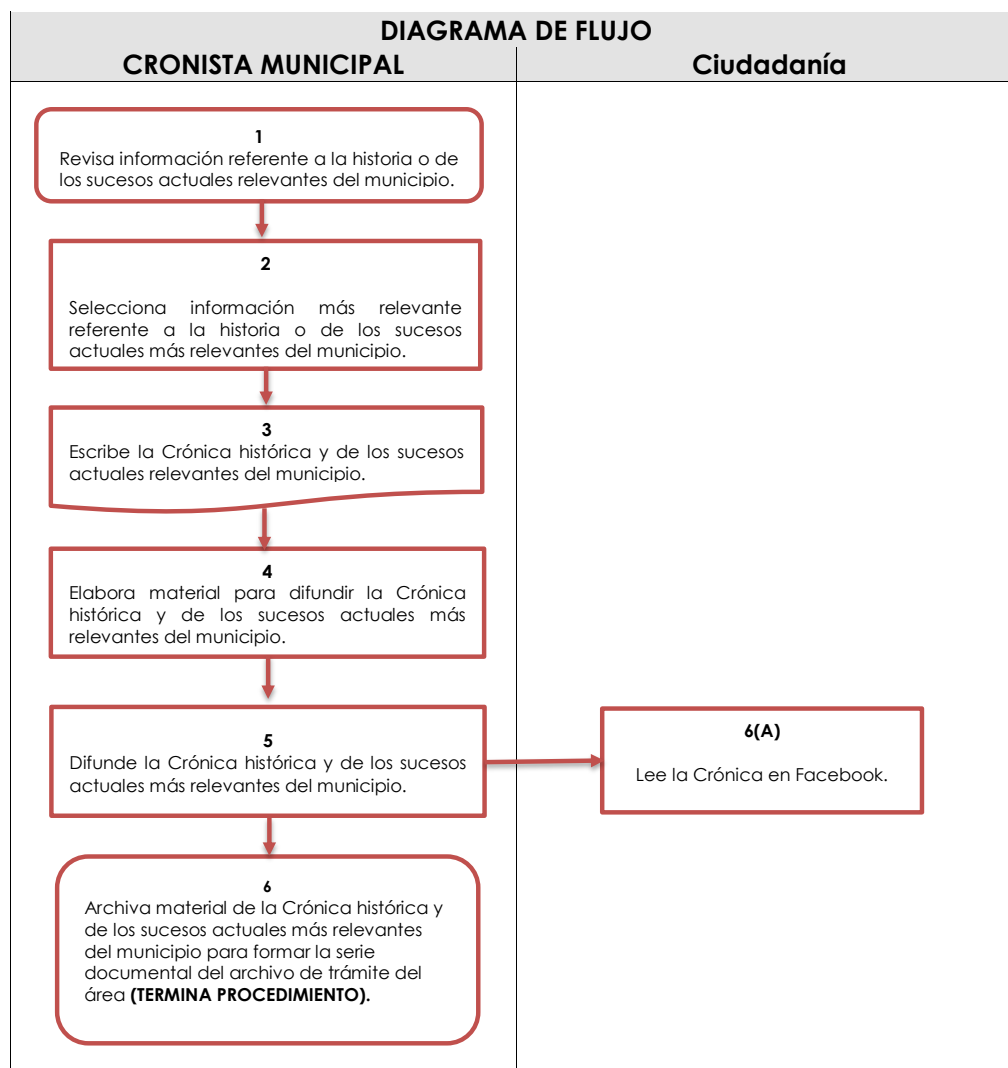 DIAGRAMA DE FLUJO
CRONISTA MUNICIPAL
Ciudadanía
1
Revisa información referente a la historia o de
los sucesos actuales relevantes del municipio.
2
Selecciona información más relevante
referente a la historia o de los sucesos
actuales más relevantes del municipio.
3
Escribe la Crónica histórica y de los sucesos
actuales relevantes del municipio.
4
Elabora material para difundir la Crónica
histórica y de los sucesos actuales más
relevantes del municipio.
5
Difunde la Crónica histórica y de los sucesos
actuales más relevantes del municipio.
6(A)
Lee la Crónica en Facebook.
6
Archiva material de la Crónica histórica y
de los sucesos actuales más relevantes
del municipio para formar la serie
documental del archivo de trámite del
área (TERMINA PROCEDIMIENTO).